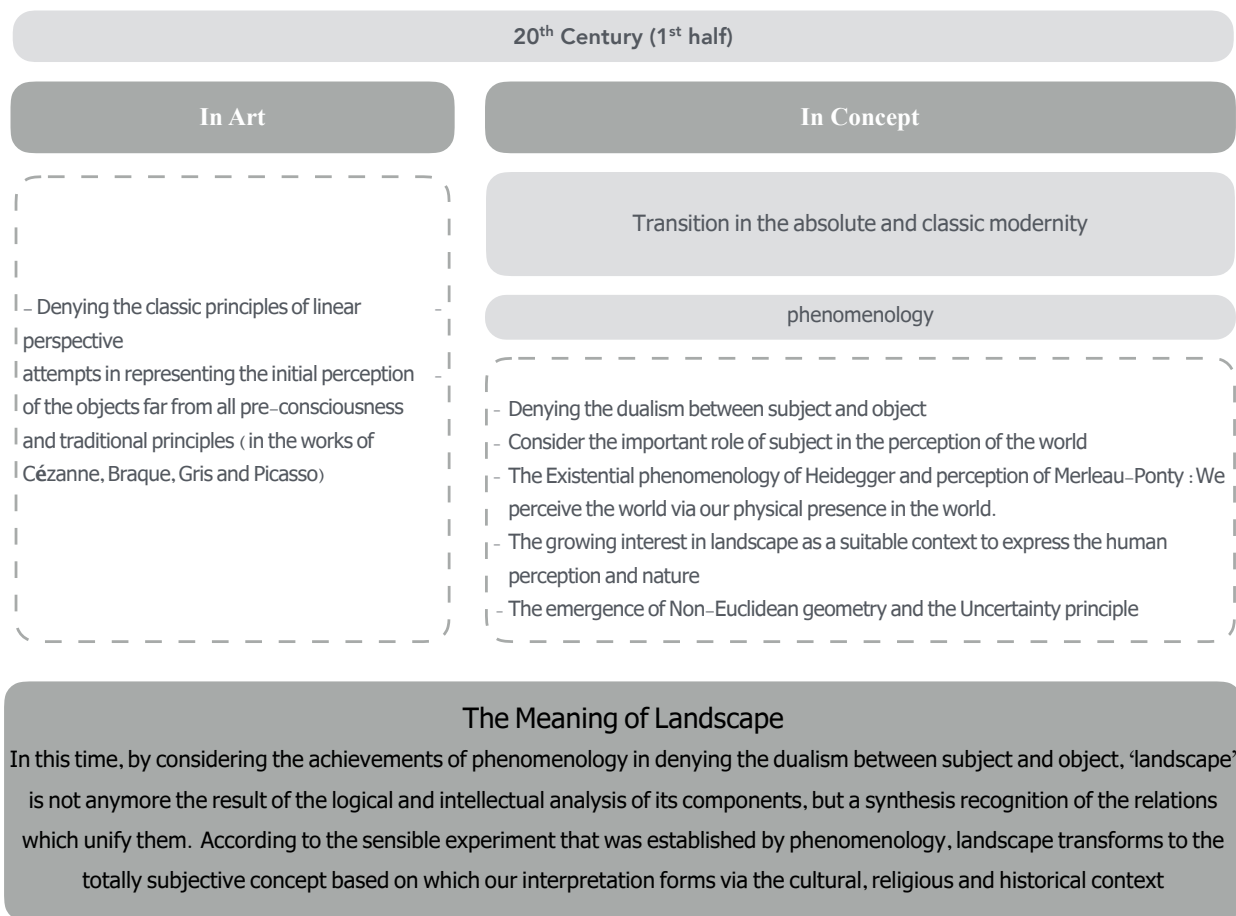 20th Century (1st half)
In Art
In Concept
- Denying the classic principles of linear -
perspective
attempts in representing the initial perception -
of the objects far from all pre-consciousness
and traditional principles (in the works of
Cézanne, Braque, Gris and Picasso)
Transition in the absolute and classic modernity
phenomenology
- Denying the dualism between subject and object
- Consider the important role of subject in the perception of the world
- The Existential phenomenology of Heidegger and perception of Merleau-Ponty : We
perceive the world via our physical presence in the world.
- The growing interest in landscape as a suitable context to express the human
perception and nature
- The emergence of Non-Euclidean geometry and the Uncertainty principle
The Meaning of Landscape
In this time, by considering the achievements of phenomenology in denying the dualism between subject and object, ‘landscape’
is not anymore the result of the logical and intellectual analysis of its components, but a synthesis recognition of the relations
which unify them. According to the sensible experiment that was established by phenomenology, landscape transforms to the
totally subjective concept based on which our interpretation forms via the cultural, religious and historical context